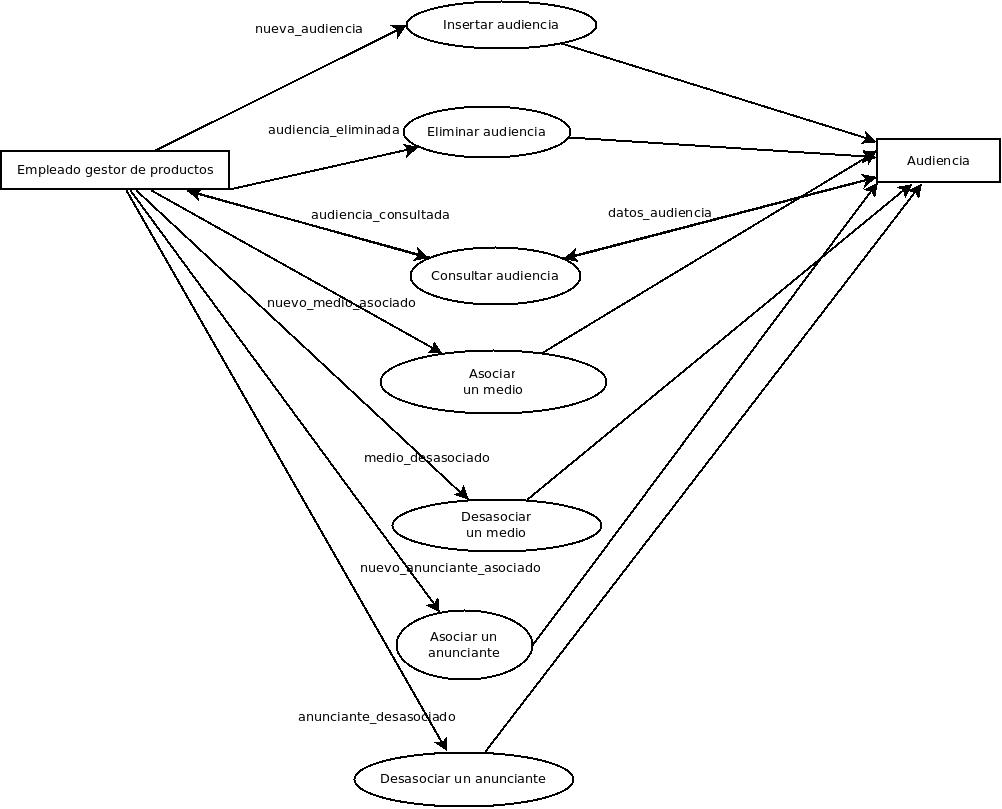 nueva_audiencia
Insertar audiencia
audiencia_eliminada
Eliminar audiencia
Empleado gestor de productos
Audiencia
audiencia_consultada
datos_audiencia
Consultar audiencia
nuevo_medio_asociado
Asociar
un medio
medio_desasociado
Desasociar
un medio
nuevo_anunciante_asociado
Asociar un
anunciante
anunciante_desasociado
Desasociar un anunciante